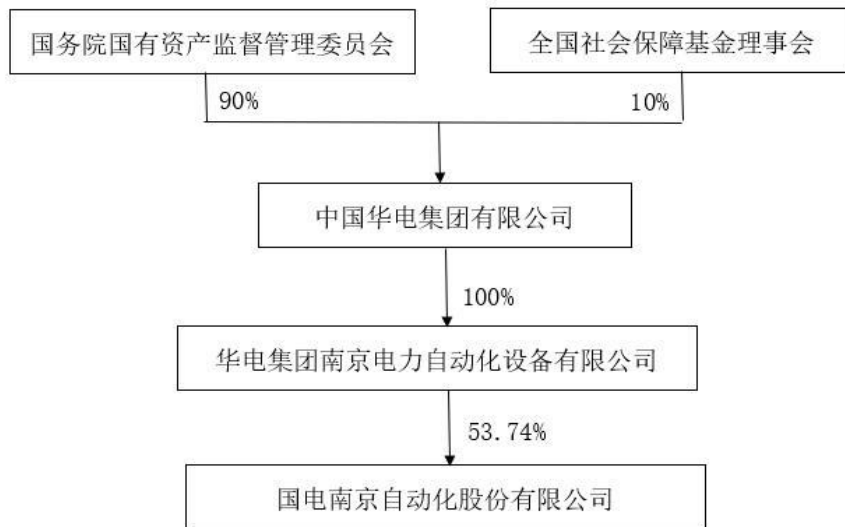 国务院国有资产监督管理委员会
全国社会保障基金理事会
90%
10%
中国华电集团有限公司
100%
华电集团南京电力自动化设备有限公司
53.74%
国电南京自动化股份有限公司